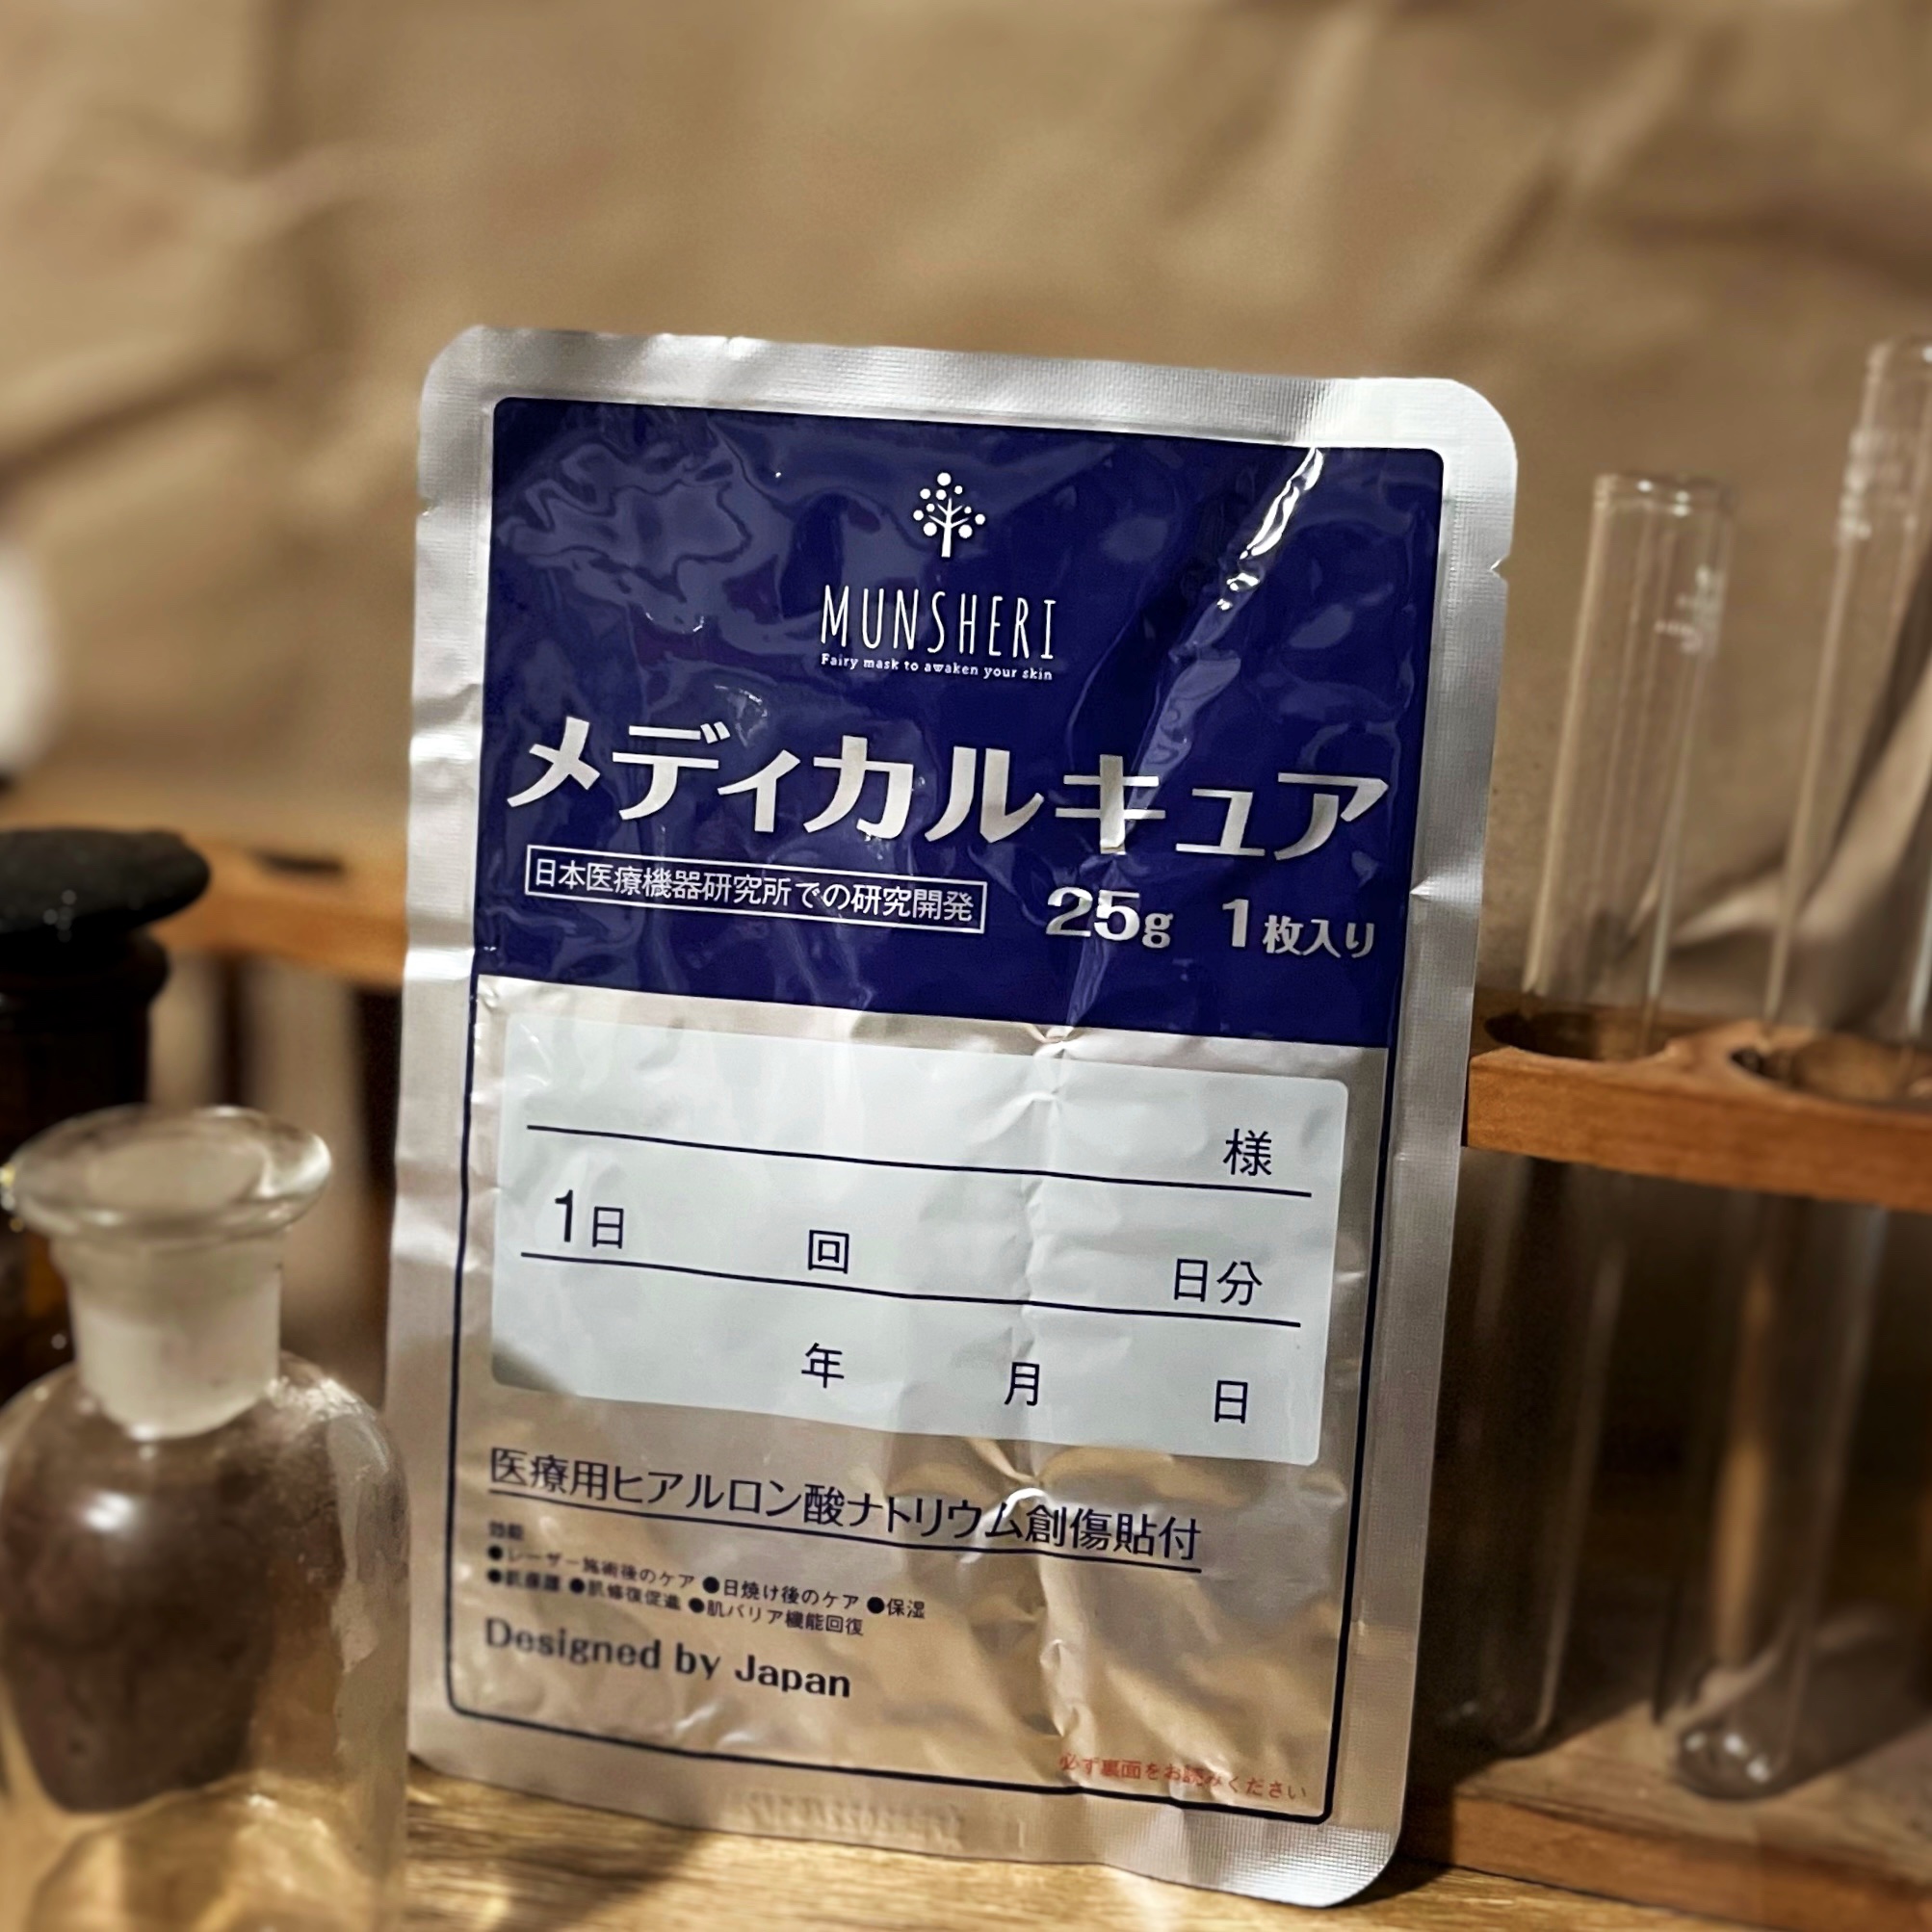 MUNSHERI
Fairy mask to awaken your skin
メディカルキュア
日本医療機器研究所での研究開発 25g 1枚入り
様
1日 回 日分
年 月 日
医療用ヒアルロン酸ナトリウム創傷貼付
効能
●レーザー施術後のケア ●日焼け後のケア ●保湿
●肌保護 ●肌修復促進 ●肌バリア機能回復
Designed by Japan
必ず裏面をお読みください